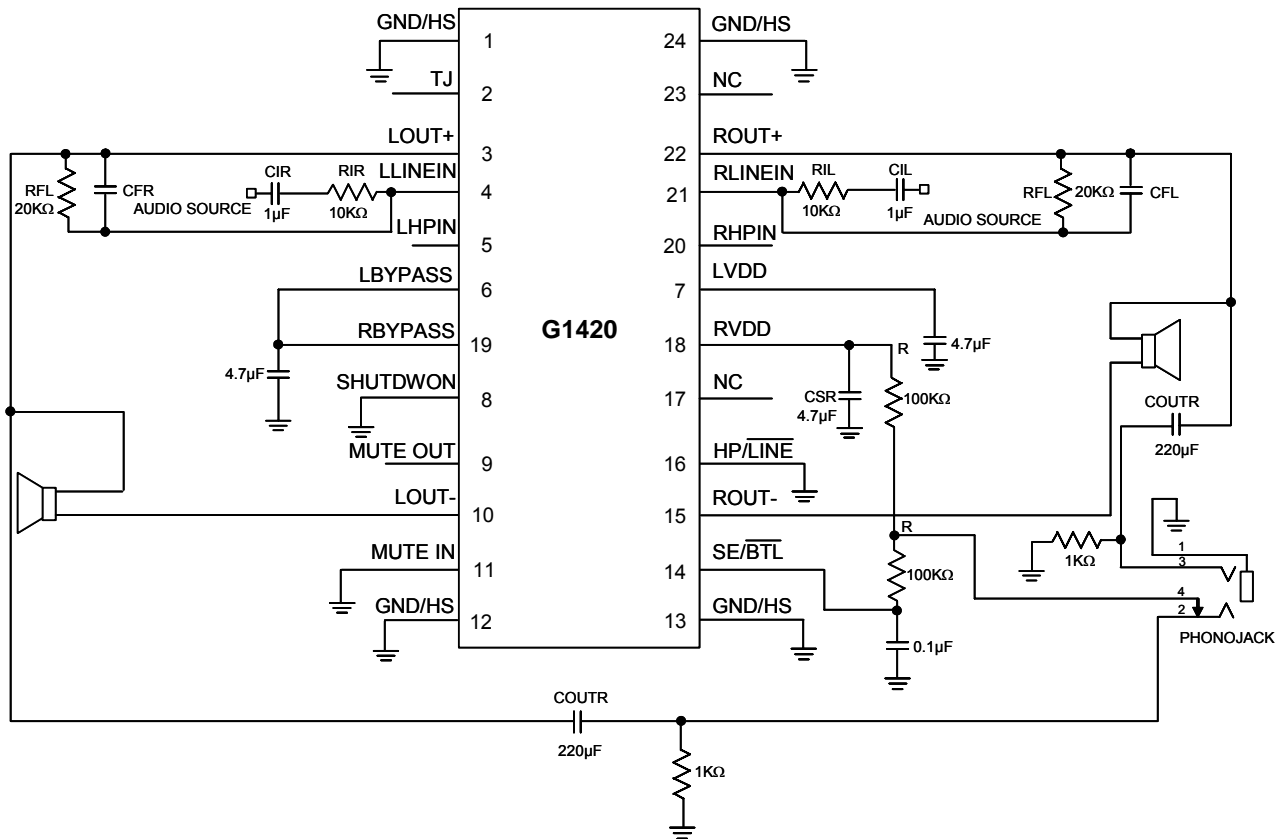 GND/HS
1
24
GND/HS
TJ
2
23
NC
LOUT+
3
22
ROUT+
RFL
20KΩ
CFR
AUDIO SOURCE
CIR
1µF
RIR
10KΩ
LLINEIN
4
21
RLINEIN
RIL
10KΩ
CIL
1µF
AUDIO SOURCE
RFL
20KΩ
CFL
LHPIN
5
20
RHPIN
LBYPASS
6
7
LVDD
4.7µF
G1420
RBYPASS
19
18
RVDD
R
4.7µF
CSR
4.7µF
100KΩ
SHUTDWON
8
17
NC
COUTR
220µF
MUTE OUT
9
16
HP/LINE
LOUT-
10
15
ROUT-
R
MUTE IN
11
14
SE/BTL
100KΩ
1KΩ
1
3
4
2
PHONOJACK
GND/HS
12
13
GND/HS
0.1µF
COUTR
220µF
1KΩ